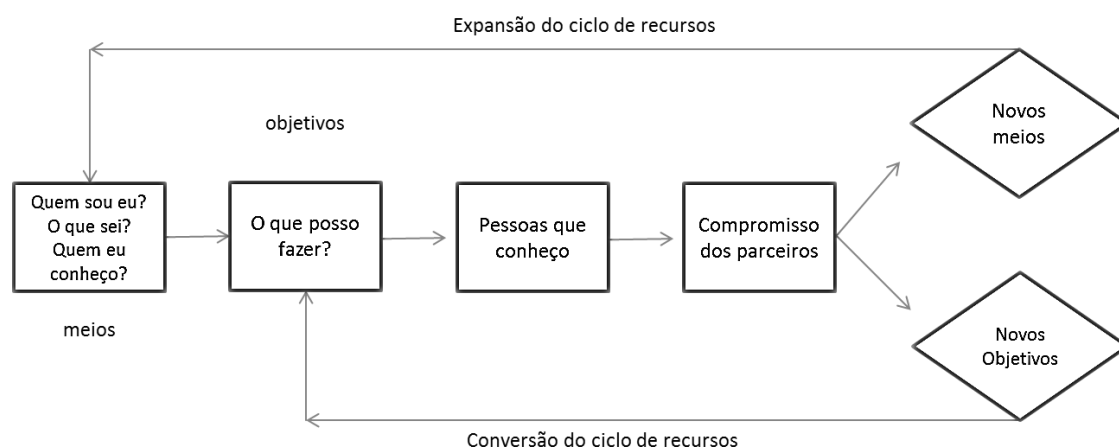 Expansão do ciclo de recursos
objetivos
Novos
meios
Quem sou eu?
O que sei?
Quem eu
conheço?
O que posso
fazer?
Pessoas que
conheço
Compromisso
dos parceiros
meios
Novos
Objetivos
Conversão do ciclo de recursos